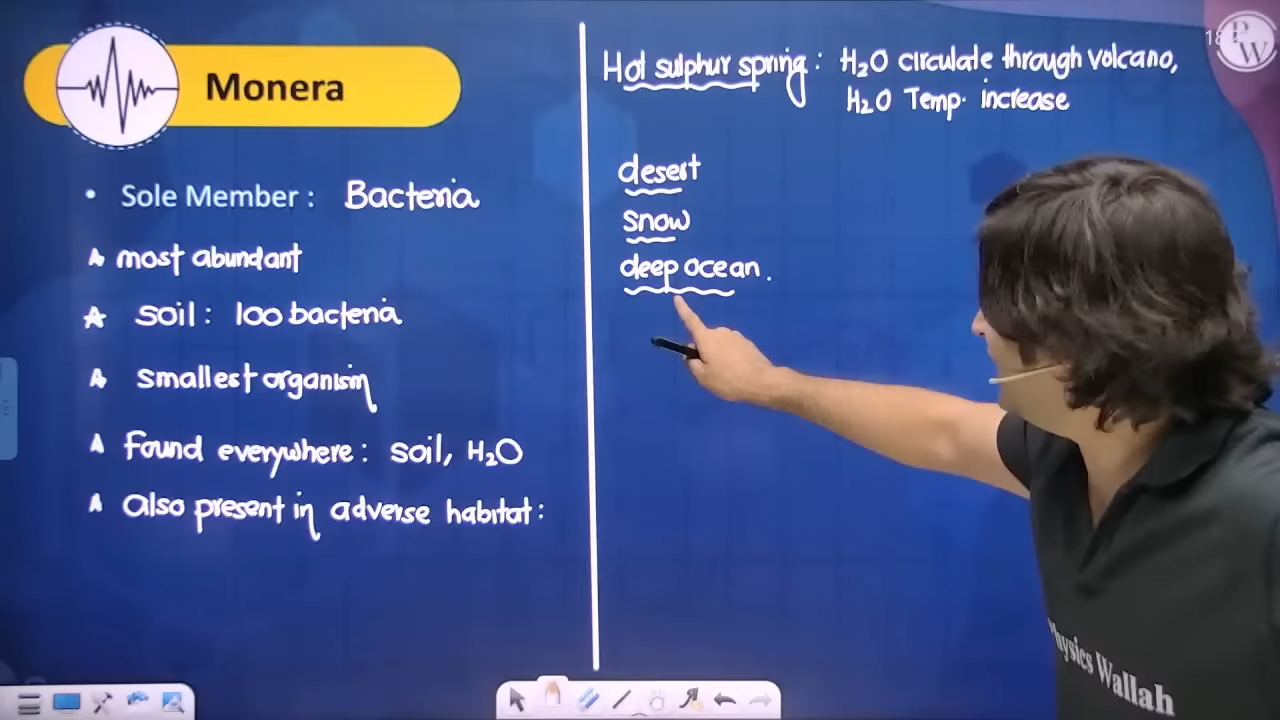 Monera
• Sole Member : Bacteria
most abundant
soil : 100 bacteria
smallest organism
Found everywhere : soil, H₂O
Also present in adverse habitat :
Hot sulphur spring : H₂O circulate through volcano,
H₂O Temp. increase
desert
snow
deep ocean.
PW
Physics Wallah